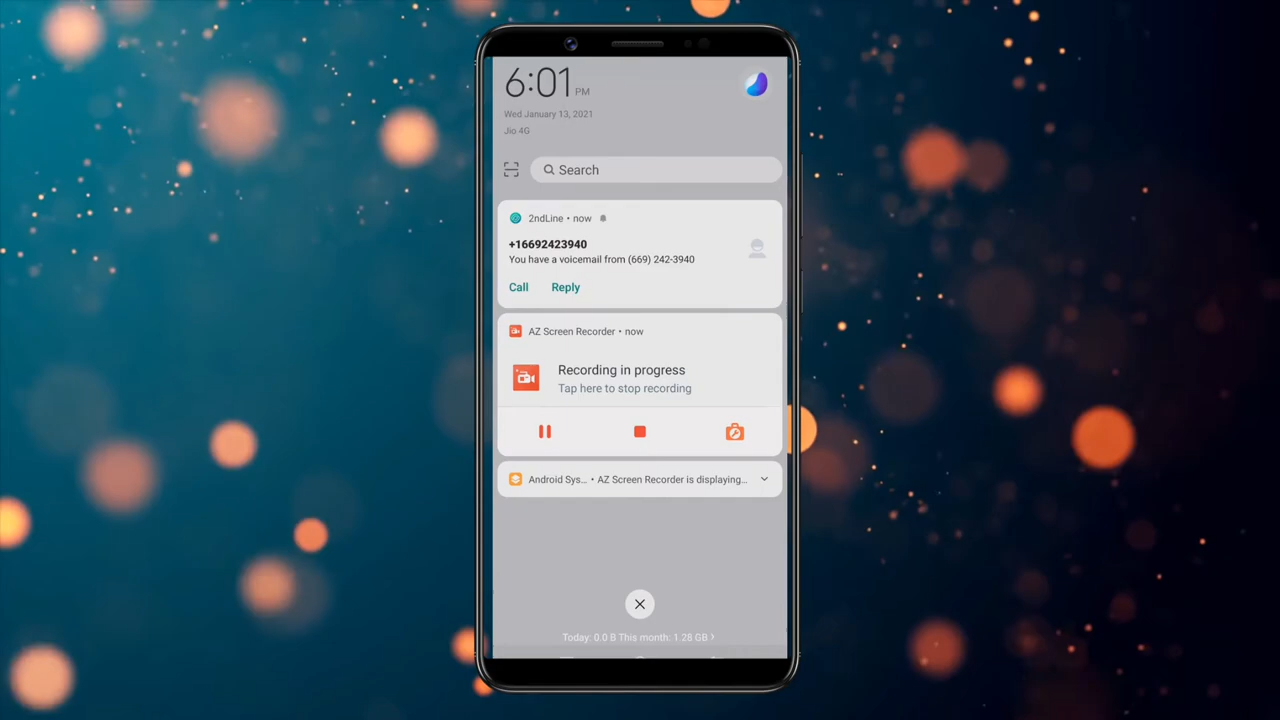 6:01 PM
Wed January 13, 2021
Jio 4G
Search
2ndLine • now
+16692423940
You have a voicemail from (669) 242-3940
Call Reply
AZ Screen Recorder • now
Recording in progress
Tap here to stop recording
Android Sys... • AZ Screen Recorder is displaying...
Today: 0.0 B This month: 1.28 GB